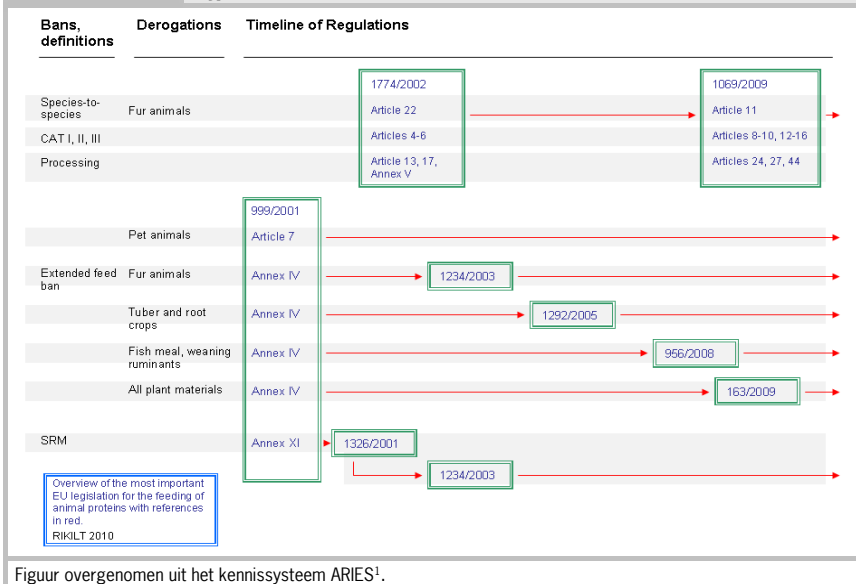 Bans, definitions
Derogations
Timeline of Regulations
1774/2002
1069/2009
Species-to-species
Fur animals
Article 22
Article 11
CAT I, II, III
Articles 4-6
Articles 8-10, 12-16
Processing
Article 13, 17,
Annex V
Articles 24, 27, 44
999/2001
Pet animals
Article 7
Extended feed
ban
Fur animals
Annex IV
1234/2003
Tuber and root
crops
Annex IV
1292/2005
Fish meal, weaning
ruminants
Annex IV
956/2008
All plant materials
Annex IV
163/2009
SRM
Annex XI
1326/2001
1234/2003
Overview of the most important
EU legislation for the feeding of
animal proteins with references
in red.
RIKILT 2010
Figuur overgenomen uit het kennissysteem ARIES¹.